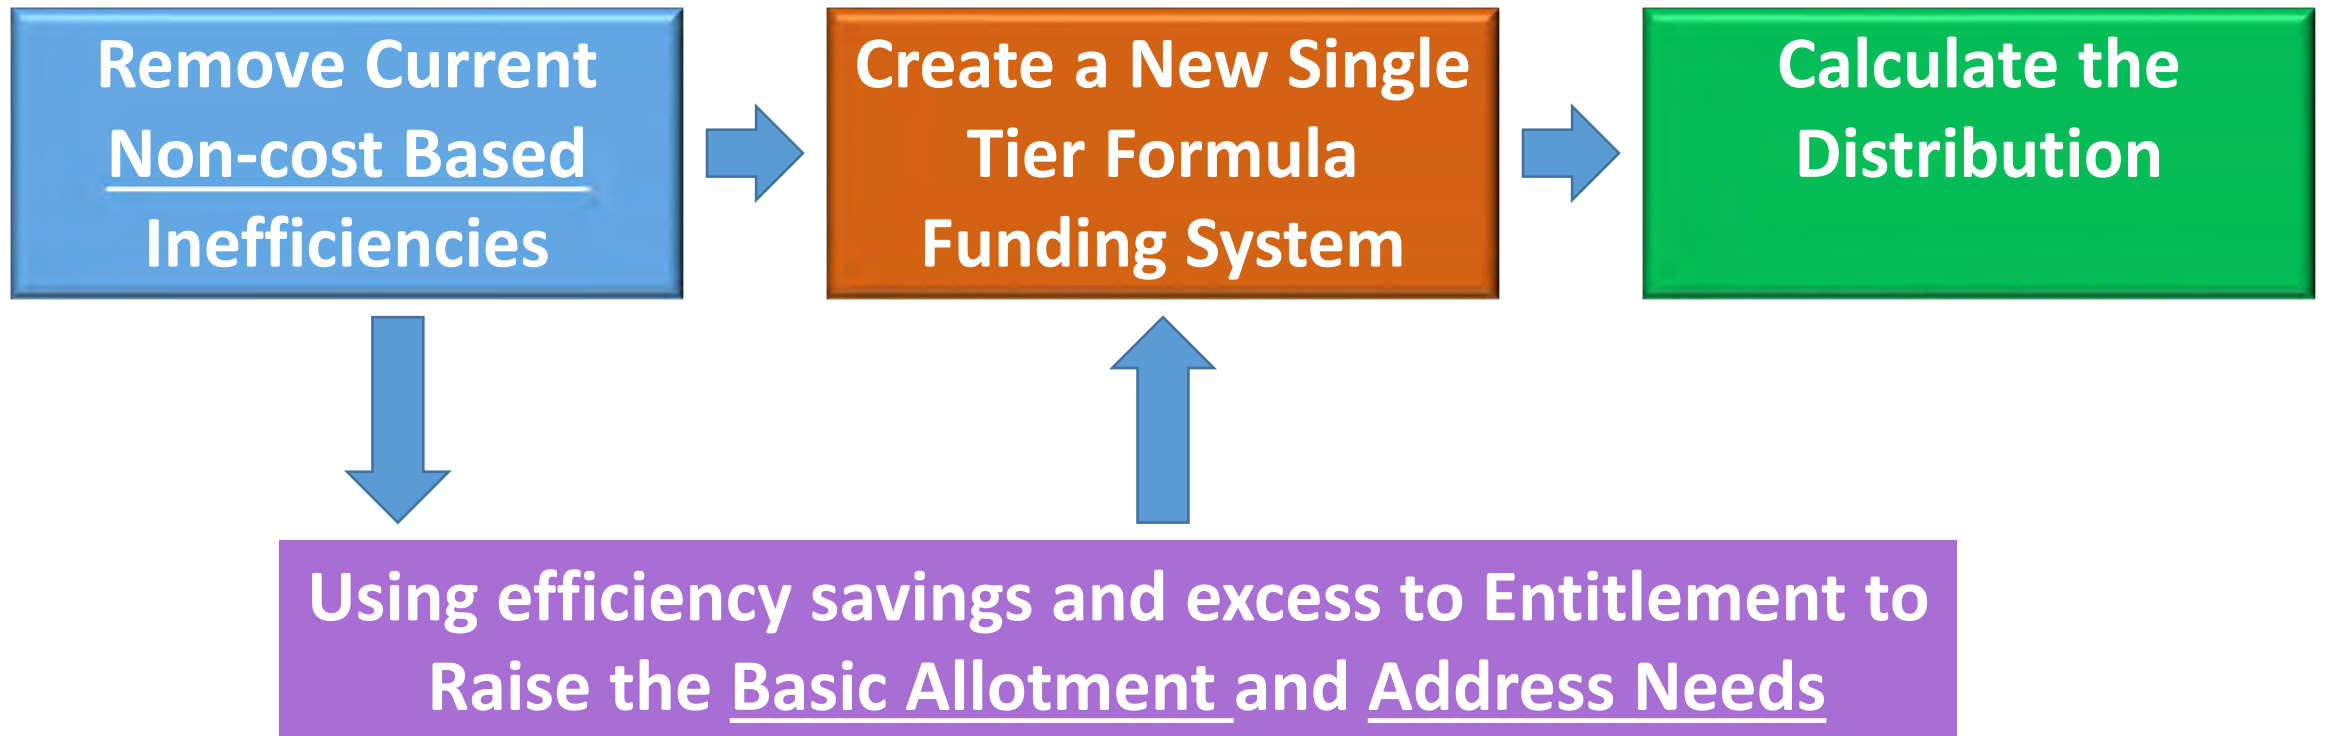 Remove Current
Non-cost Based
Inefficiencies
Create a New Single
Tier Formula
Funding System
Calculate the
Distribution
Using efficiency savings and excess to Entitlement to
Raise the Basic Allotment and Address Needs